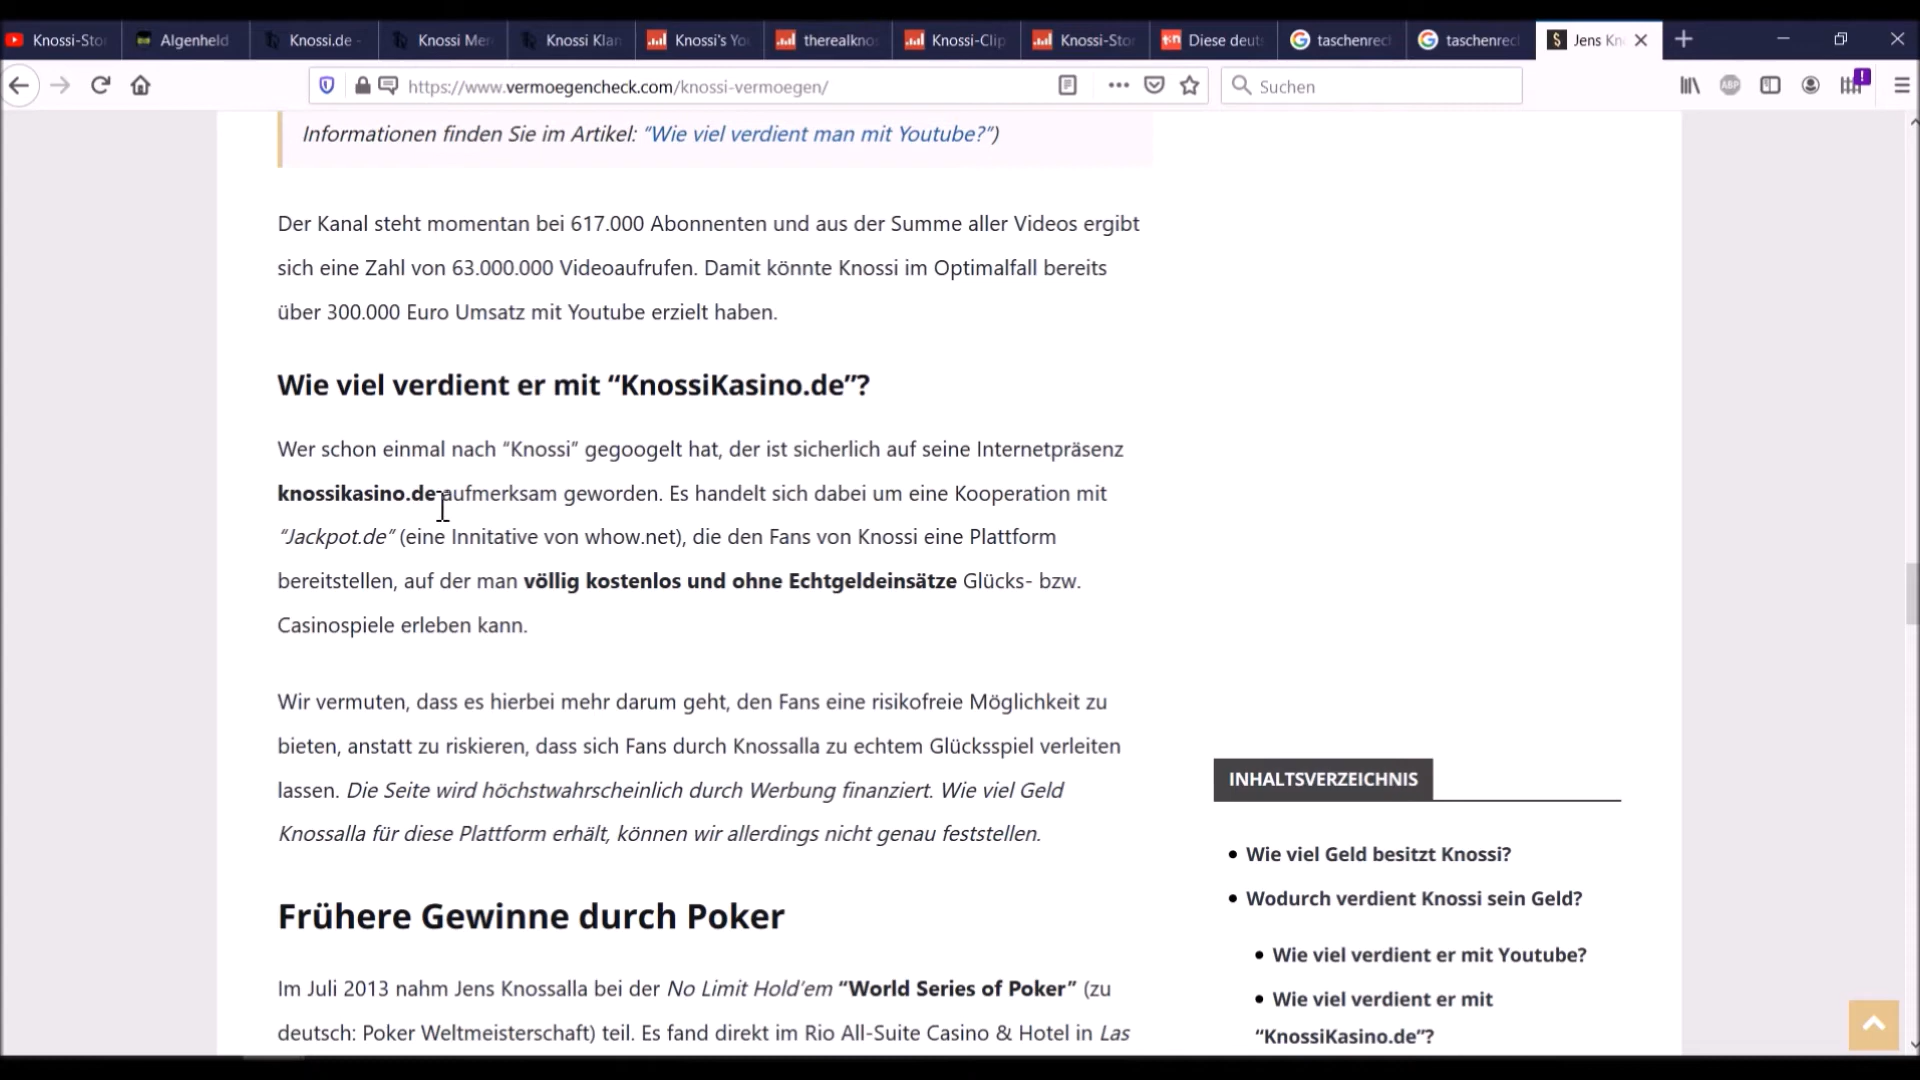 Knossi-Sto
Algenheld
Knossi.de -
Knossi Mer
Knossi Klan
Knossi's Yo
therealkno
Knossi-Clip
Knossi-Sto
Diese deut
taschenrech
taschenrech
Jens Kn
https://www.vermoegencheck.com/knossi-vermoegen/
Suchen
ABP
Informationen finden Sie im Artikel: “Wie viel verdient man mit Youtube?”)
Der Kanal steht momentan bei 617.000 Abonnenten und aus der Summe aller Videos ergibt
sich eine Zahl von 63.000.000 Videoaufrufen. Damit könnte Knossi im Optimalfall bereits
über 300.000 Euro Umsatz mit Youtube erzielt haben.
Wie viel verdient er mit “KnossiKasino.de”?
Wer schon einmal nach “Knossi” gegoogelt hat, der ist sicherlich auf seine Internetpräsenz
knossikasino.de aufmerksam geworden. Es handelt sich dabei um eine Kooperation mit
“Jackpot.de” (eine Innitative von whow.net), die den Fans von Knossi eine Plattform
bereitstellen, auf der man völlig kostenlos und ohne Echtgeldeinsätze Glücks- bzw.
Casinospiele erleben kann.
Wir vermuten, dass es hierbei mehr darum geht, den Fans eine risikofreie Möglichkeit zu
bieten, anstatt zu riskieren, dass sich Fans durch Knossalla zu echtem Glücksspiel verleiten
lassen. Die Seite wird höchstwahrscheinlich durch Werbung finanziert. Wie viel Geld
Knossalla für diese Plattform erhält, können wir allerdings nicht genau feststellen.
Frühere Gewinne durch Poker
Im Juli 2013 nahm Jens Knossalla bei der No Limit Hold’em “World Series of Poker” (zu
deutsch: Poker Weltmeisterschaft) teil. Es fand direkt im Rio All-Suite Casino & Hotel in Las
INHALTSVERZEICHNIS
Wie viel Geld besitzt Knossi?
Wodurch verdient Knossi sein Geld?
Wie viel verdient er mit Youtube?
Wie viel verdient er mit
“KnossiKasino.de”?